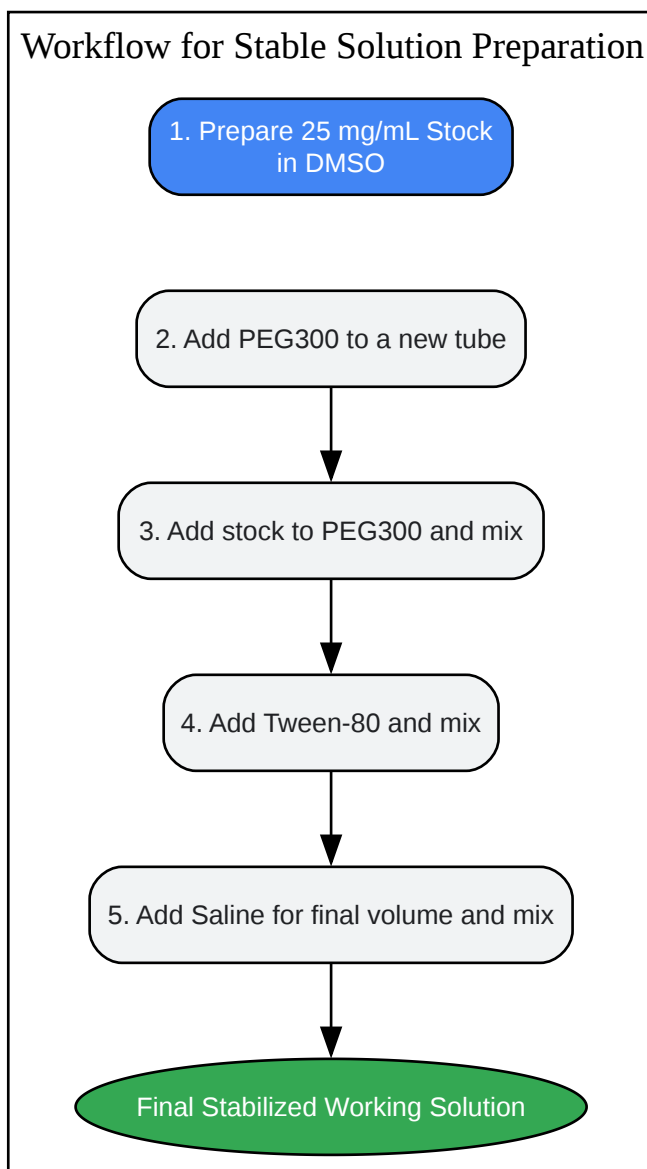 Workflow for Stable Solution Preparation
1. Prepare 25 mg/mL Stock
in DMSO
2. Add PEG300 to a new tube
3. Add stock to PEG300 and mix
4. Add Tween-80 and mix
5. Add Saline for final volume and mix
Final Stabilized Working Solution